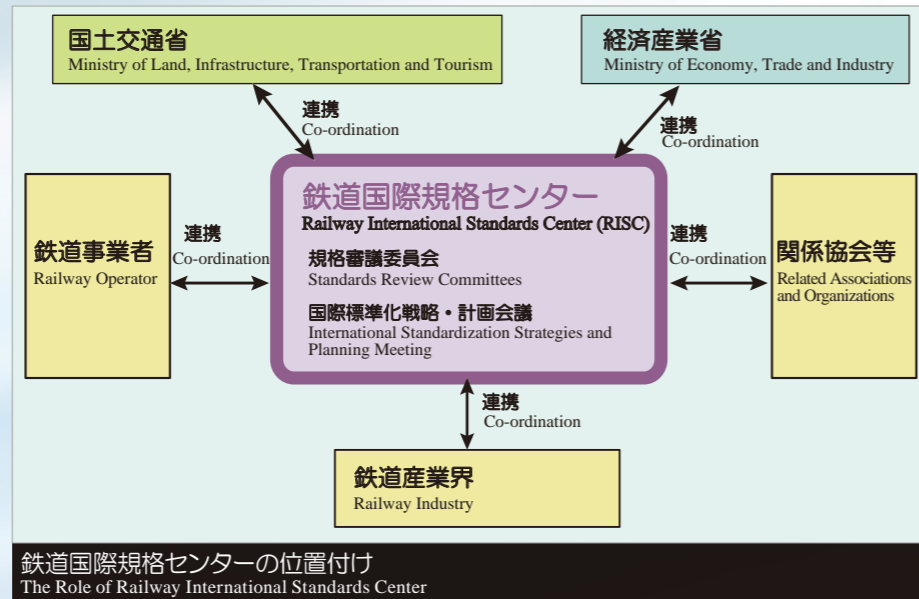 国土交通省
Ministry of Land, Infrastructure, Transportation and Tourism
経済産業省
Ministry of Economy, Trade and Industry
連携
Co-ordination
連携
Co-ordination
鉄道国際規格センター
Railway International Standards Center (RISC)
規格審議委員会
Standards Review Committees
国際標準化戦略・計画会議
International Standardization Strategies and
Planning Meeting
鉄道事業者
Railway Operator
連携
Co-ordination
連携
Co-ordination
関係協会等
Related Associations
and Organizations
連携
Co-ordination
鉄道産業界
Railway Industry
鉄道国際規格センターの位置付け
The Role of Railway International Standards Center